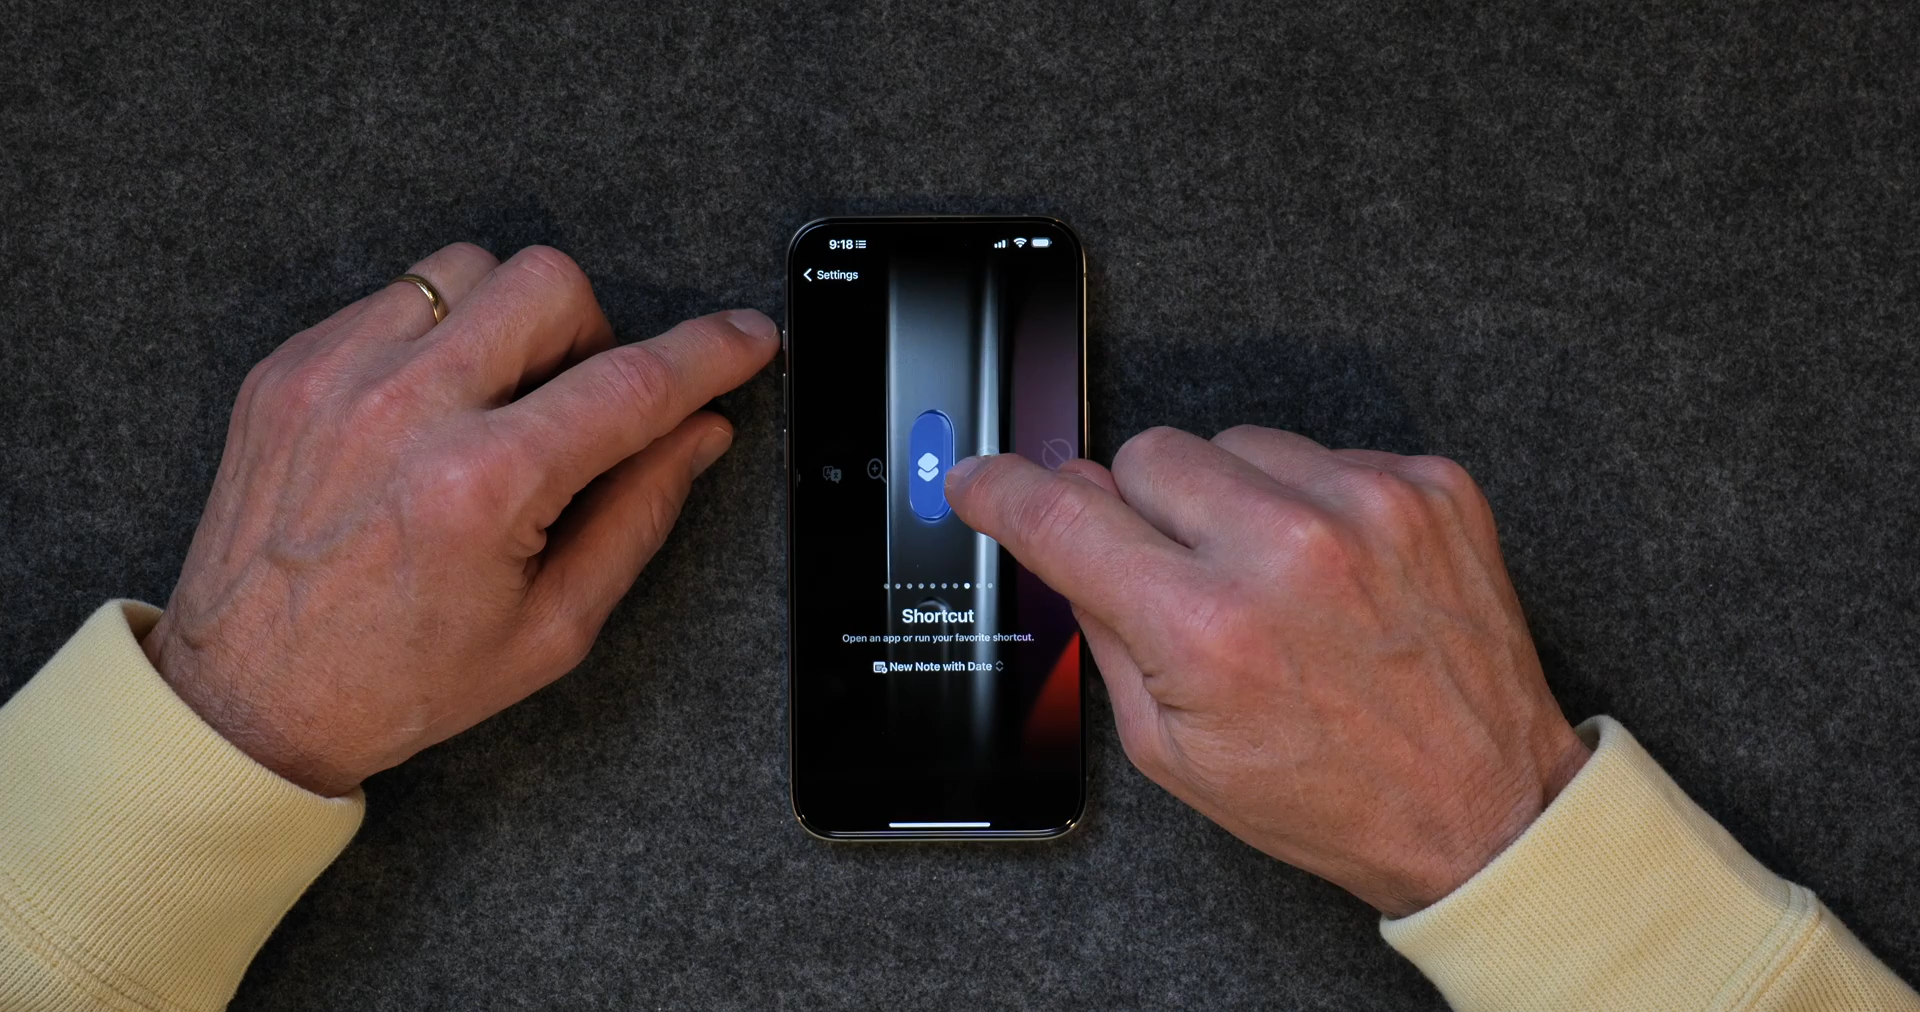 9:18
Settings
Shortcut
Open an app or run your favorite shortcut.
New Note with Date